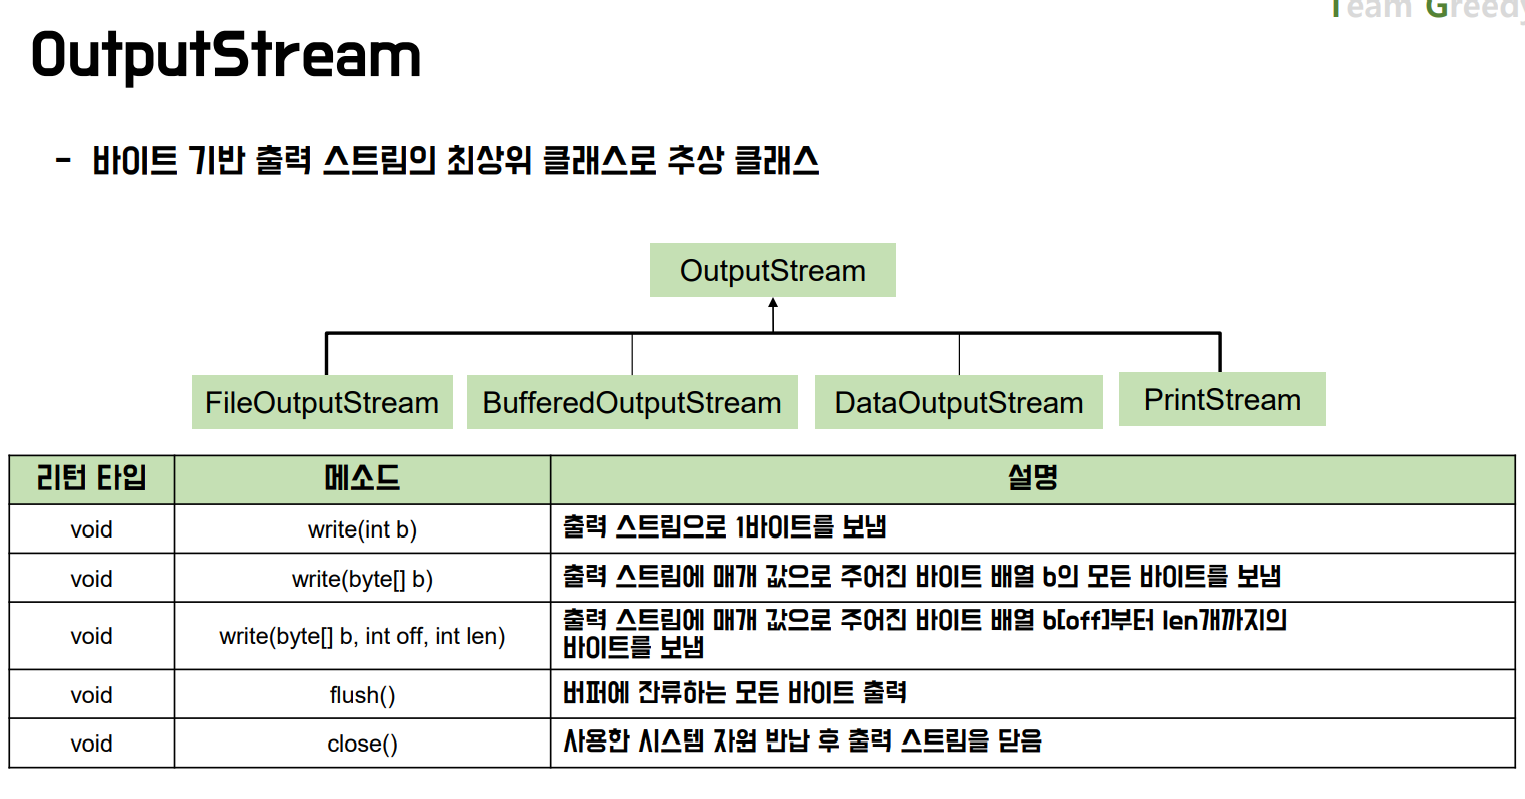 Team Greedy
OutputStream
- 바이트 기반 출력 스트림의 최상위 클래스로 추상 클래스
OutputStream
FileOutputStream BufferedOutputStream DataOutputStream PrintStream
리턴 타입 메소드 설명
void write(int b) 출력 스트림으로 1바이트를 보냄
void write(byte[] b) 출력 스트림에 매개 값으로 주어진 바이트 배열 b의 모든 바이트를 보냄
void write(byte[] b, int off, int len) 출력 스트림에 매개 값으로 주어진 바이트 배열 b[off]부터 len개까지의
바이트를 보냄
void flush() 버퍼에 잔류하는 모든 바이트 출력
void close() 사용한 시스템 자원 반납 후 출력 스트림을 닫음